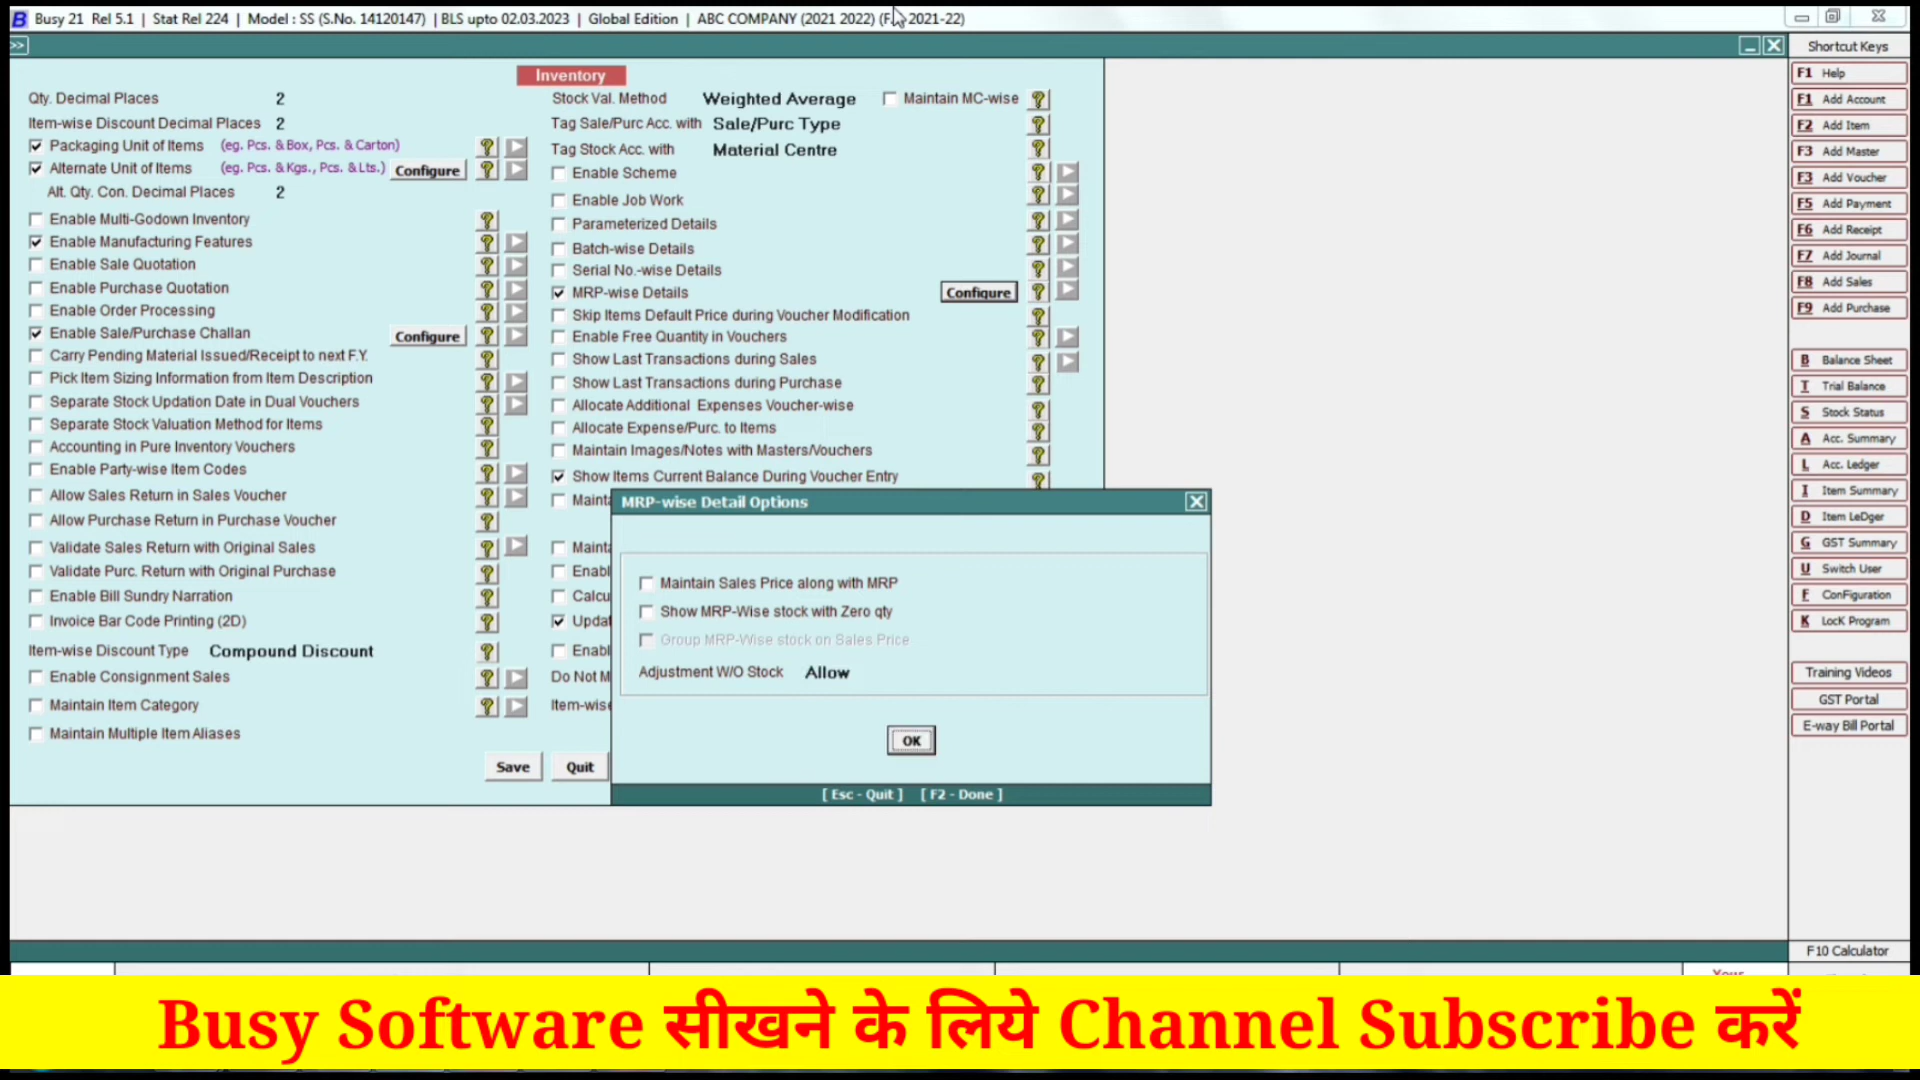 Busy 21 Rel 5.1 | Stat Rel 224 | Model : SS (S.No. 14120147) | BLS upto 02.03.2023 | Global Edition | ABC COMPANY (2021 2022) (F. 2021-22)
>>
Inventory
Qty. Decimal Places 2
Item-wise Discount Decimal Places 2
Packaging Unit of Items (eg. Pcs. & Box, Pcs. & Carton)
Alternate Unit of Items (eg. Pcs. & Kgs., Pcs. & Lts.) Configure
Alt. Qty. Con. Decimal Places 2
Enable Multi-Godown Inventory
Enable Manufacturing Features
Enable Sale Quotation
Enable Purchase Quotation
Enable Order Processing
Enable Sale/Purchase Challan Configure
Carry Pending Material Issued/Receipt to next F.Y.
Pick Item Sizing Information from Item Description
Separate Stock Updation Date in Dual Vouchers
Separate Stock Valuation Method for Items
Accounting in Pure Inventory Vouchers
Enable Party-wise Item Codes
Allow Sales Return in Sales Voucher
Allow Purchase Return in Purchase Voucher
Validate Sales Return with Original Sales
Validate Purc. Return with Original Purchase
Enable Bill Sundry Narration
Invoice Bar Code Printing (2D)
Item-wise Discount Type Compound Discount
Enable Consignment Sales
Maintain Item Category
Maintain Multiple Item Aliases
Stock Val. Method Weighted Average Maintain MC-wise
Tag Sale/Purc Acc. with Sale/Purc Type
Tag Stock Acc. with Material Centre
Enable Scheme
Enable Job Work
Parameterized Details
Batch-wise Details
Serial No.-wise Details
MRP-wise Details Configure
Skip Items Default Price during Voucher Modification
Enable Free Quantity in Vouchers
Show Last Transactions during Sales
Show Last Transactions during Purchase
Allocate Additional Expenses Voucher-wise
Allocate Expense/Purc. to Items
Maintain Images/Notes with Masters/Vouchers
Show Items Current Balance During Voucher Entry
Mainta
Mainta
Enabl
Calcu
Updat
Enabl
Do Not M
Item-wise
Save Quit
MRP-wise Detail Options
Maintain Sales Price along with MRP
Show MRP-Wise stock with Zero qty
Group MRP-Wise stock on Sales Price
Adjustment W/O Stock Allow
OK
[ Esc - Quit ] [ F2 - Done ]
Shortcut Keys
F1 Help
F1 Add Account
F2 Add Item
F3 Add Master
F3 Add Voucher
F5 Add Payment
F6 Add Receipt
F7 Add Journal
F8 Add Sales
F9 Add Purchase
B Balance Sheet
T Trial Balance
S Stock Status
A Acc. Summary
L Acc. Ledger
I Item Summary
D Item LeDger
G GST Summary
U Switch User
F ConFiguration
K LocK Program
Training Videos
GST Portal
E-way Bill Portal
F10 Calculator
Busy Software सीखने के लिये Channel Subscribe करें